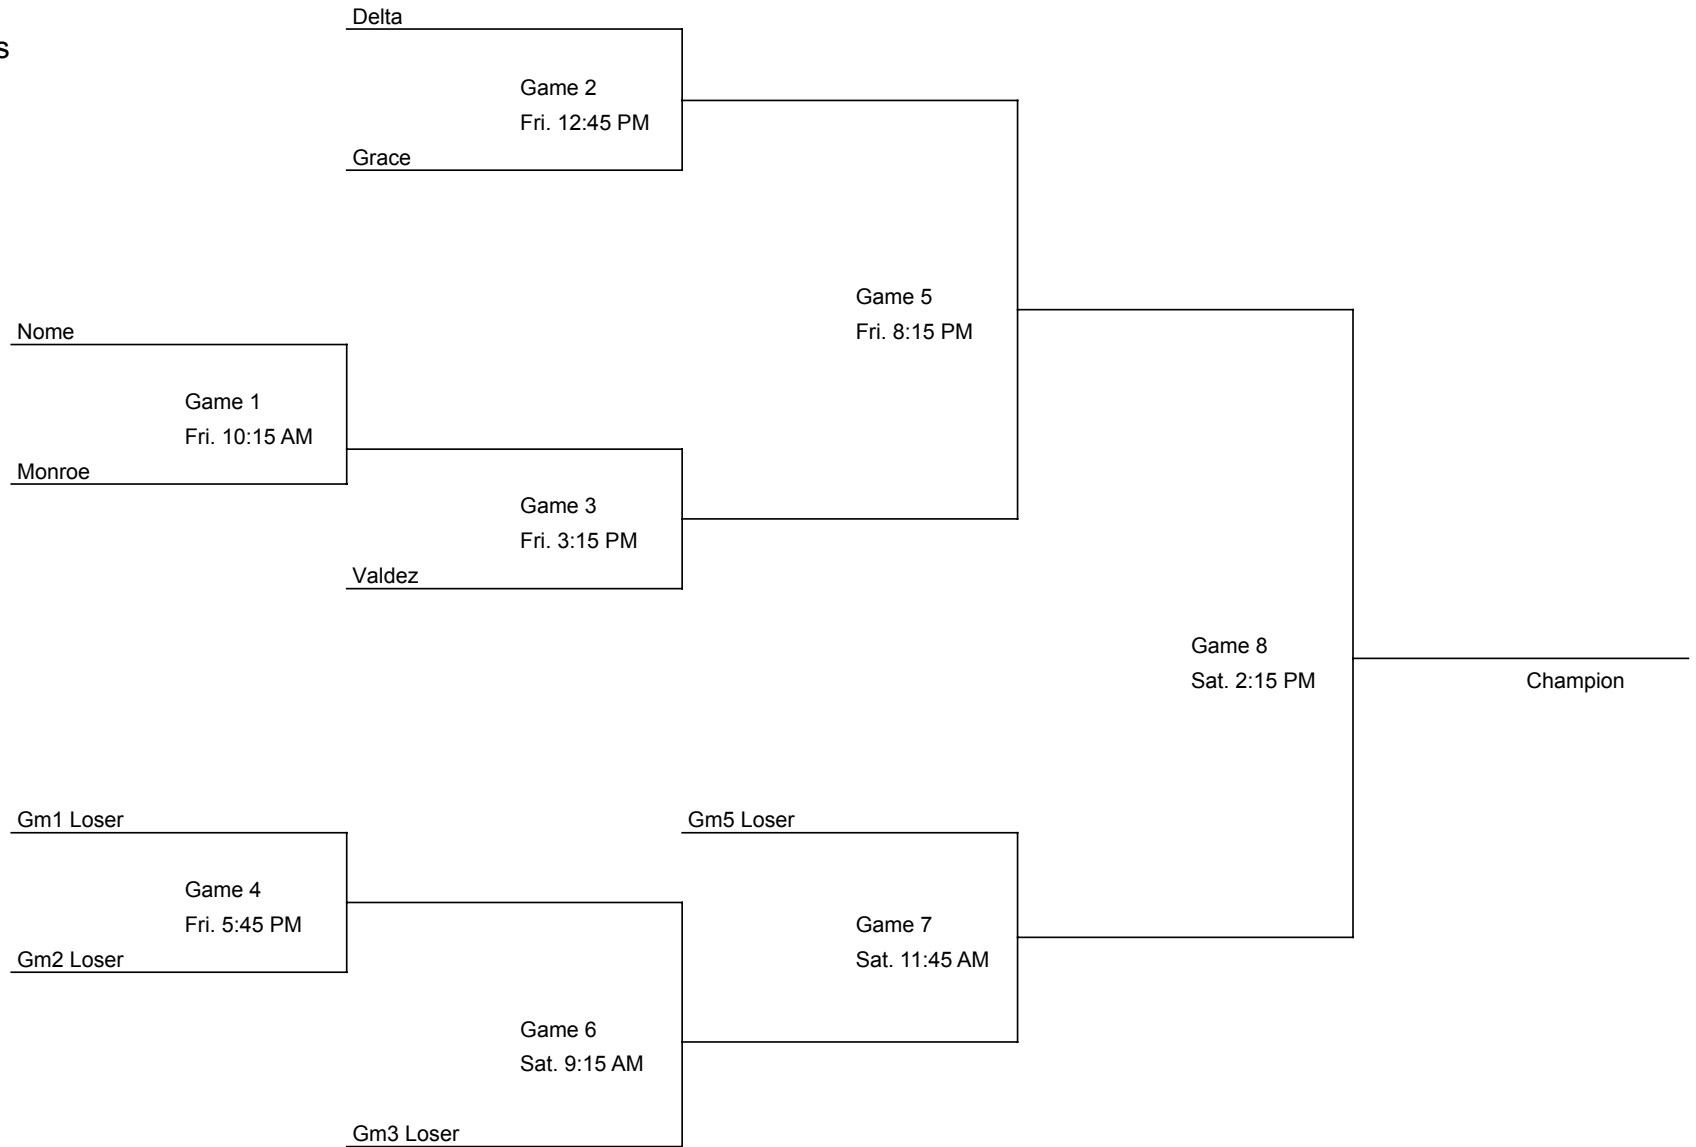 Delta
s
Game 2
Fri. 12:45 PM
Grace
Game 5
Fri. 8:15 PM
Nome
Game 1
Fri. 10:15 AM
Monroe
Game 3
Fri. 3:15 PM
Valdez
Game 8
Sat. 2:15 PM
Champion
Gm1 Loser
Gm5 Loser
Game 4
Fri. 5:45 PM
Gm2 Loser
Game 7
Sat. 11:45 AM
Game 6
Sat. 9:15 AM
Gm3 Loser